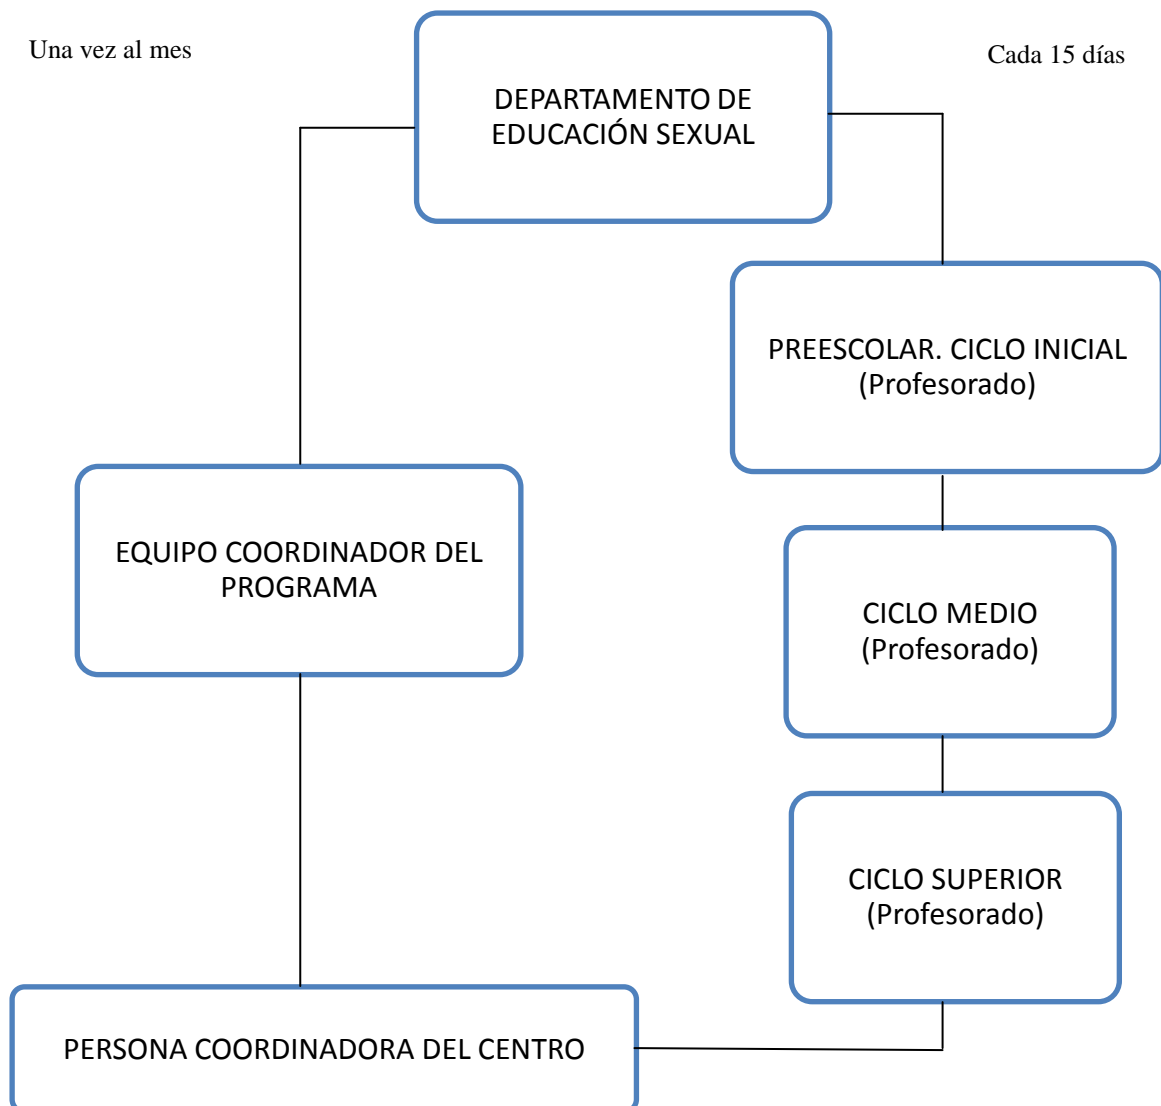 Una vez al mes
Cada 15 días
DEPARTAMENTO DE
EDUCACIÓN SEXUAL
PREESCOLAR. CICLO INICIAL
(Profesorado)
EQUIPO COORDINADOR DEL
PROGRAMA
CICLO MEDIO
(Profesorado)
CICLO SUPERIOR
(Profesorado)
PERSONA COORDINADORA DEL CENTRO